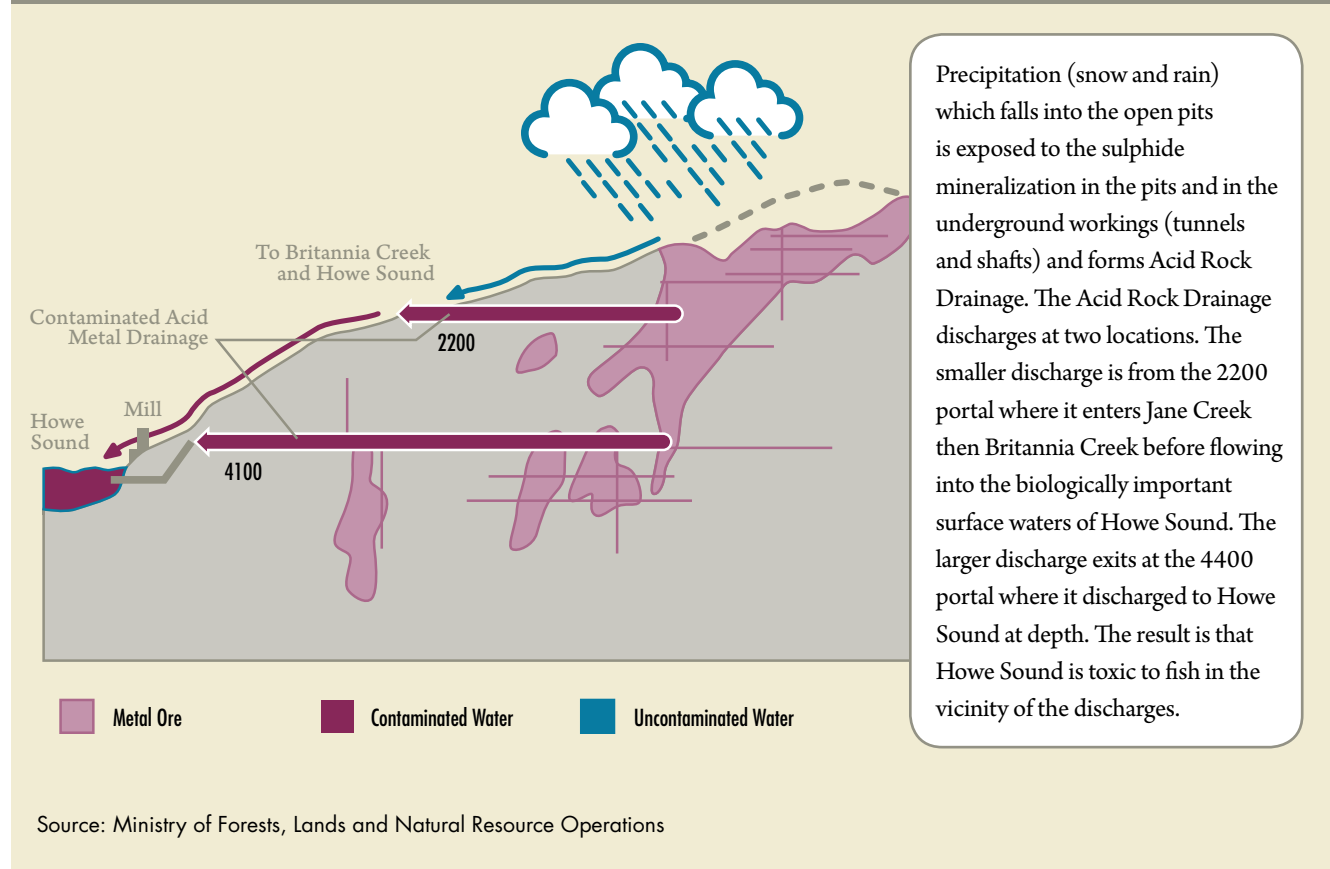 To Britannia Creek
and Howe Sound
Contaminated Acid
Metal Drainage
2200
Mill
Howe
Sound
4100
Precipitation (snow and rain)
which falls into the open pits
is exposed to the sulphide
mineralization in the pits and in the
underground workings (tunnels
and shafts) and forms Acid Rock
Drainage. The Acid Rock Drainage
discharges at two locations. The
smaller discharge is from the 2200
portal where it enters Jane Creek
then Britannia Creek before flowing
into the biologically important
surface waters of Howe Sound. The
larger discharge exits at the 4400
portal where it discharged to Howe
Sound at depth. The result is that
Howe Sound is toxic to fish in the
vicinity of the discharges.
Metal Ore
Contaminated Water
Uncontaminated Water
Source: Ministry of Forests, Lands and Natural Resource Operations